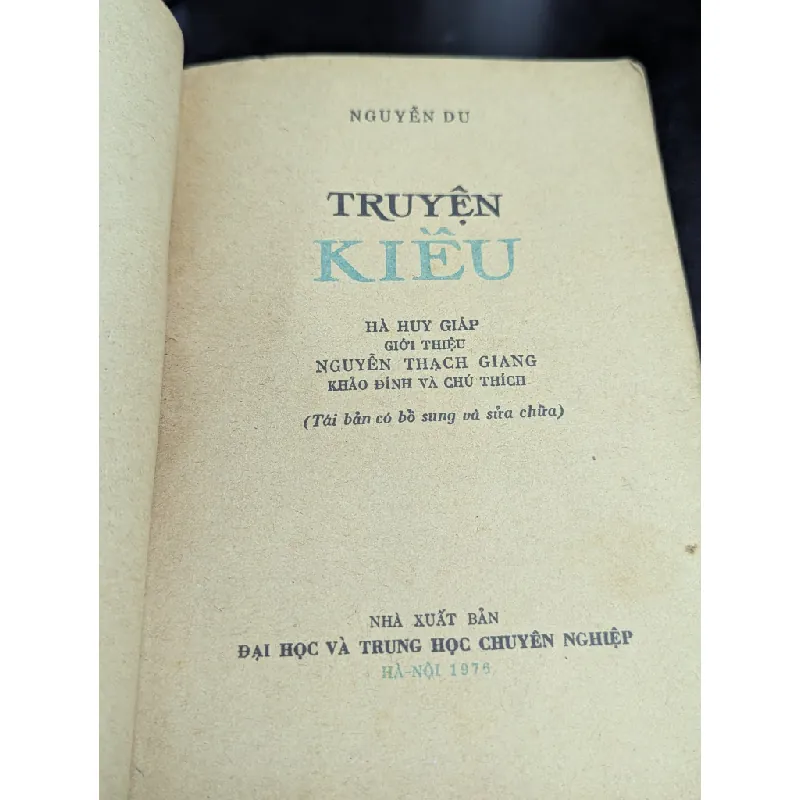 NGUYỄN DU
TRUYỆN
KIỀU
HÀ HUY GIÁP
GIỚI THIỆU
NGUYỄN THẠCH GIANG
KHẢO ĐÍNH VÀ CHÚ THÍCH
(Tái bản có bổ sung và sửa chữa)
NHÀ XUẤT BẢN
ĐẠI HỌC VÀ TRUNG HỌC CHUYÊN NGHIỆP
HÀ-NỘI 1976